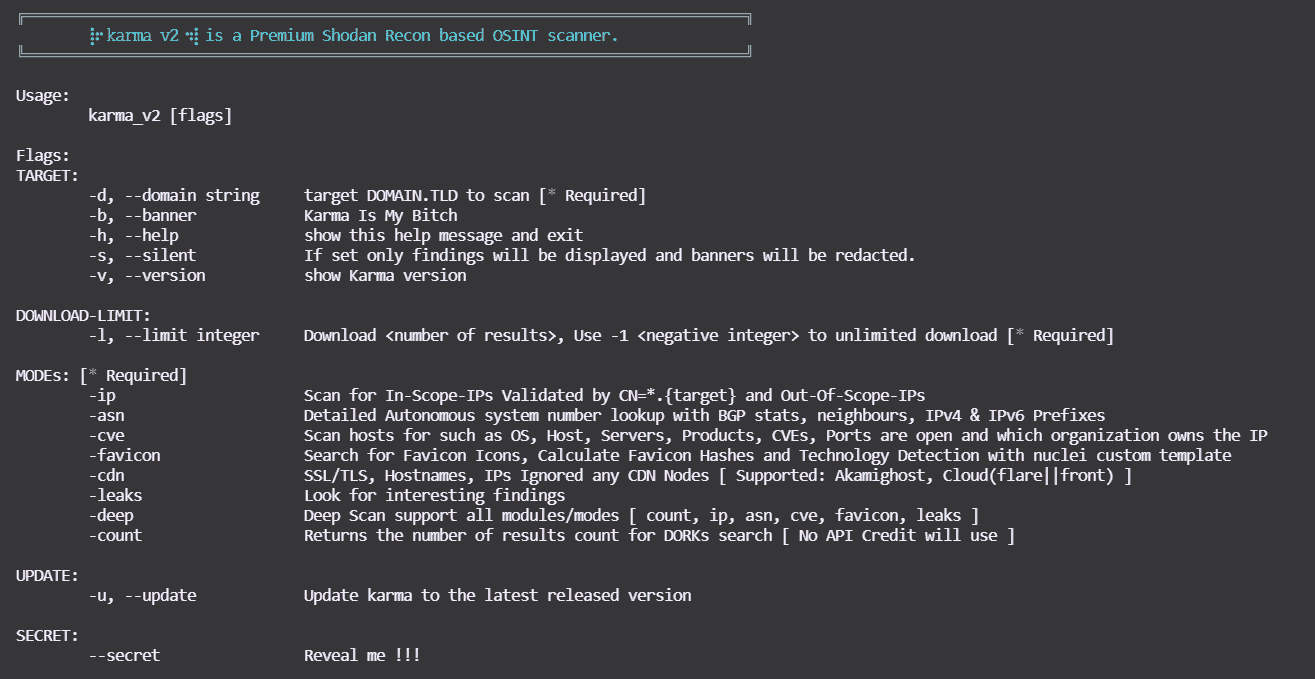 karma v2 is a Premium Shodan Recon based OSINT scanner.
Usage:
karma_v2 [flags]
Flags:
TARGET:
-d, --domain string target DOMAIN.TLD to scan [* Required]
-b, --banner Karma Is My Bitch
-h, --help show this help message and exit
-s, --silent If set only findings will be displayed and banners will be redacted.
-v, --version show Karma version
DOWNLOAD-LIMIT:
-l, --limit integer Download <number of results>, Use -1 <negative integer> to unlimited download [* Required]
MODEs: [* Required]
-ip Scan for In-Scope-IPs Validated by CN=*.{target} and Out-Of-Scope-IPs
-asn Detailed Autonomous system number lookup with BGP stats, neighbours, IPv4 & IPv6 Prefixes
-cve Scan hosts for such as OS, Host, Servers, Products, CVEs, Ports are open and which organization owns the IP
-favicon Search for Favicon Icons, Calculate Favicon Hashes and Technology Detection with nuclei custom template
-cdn SSL/TLS, Hostnames, IPs Ignored any CDN Nodes [ Supported: Akamighost, Cloud(flare||front) ]
-leaks Look for interesting findings
-deep Deep Scan support all modules/modes [ count, ip, asn, cve, favicon, leaks ]
-count Returns the number of results count for DORKs search [ No API Credit will use ]
UPDATE:
-u, --update Update karma to the latest released version
SECRET:
--secret Reveal me !!!